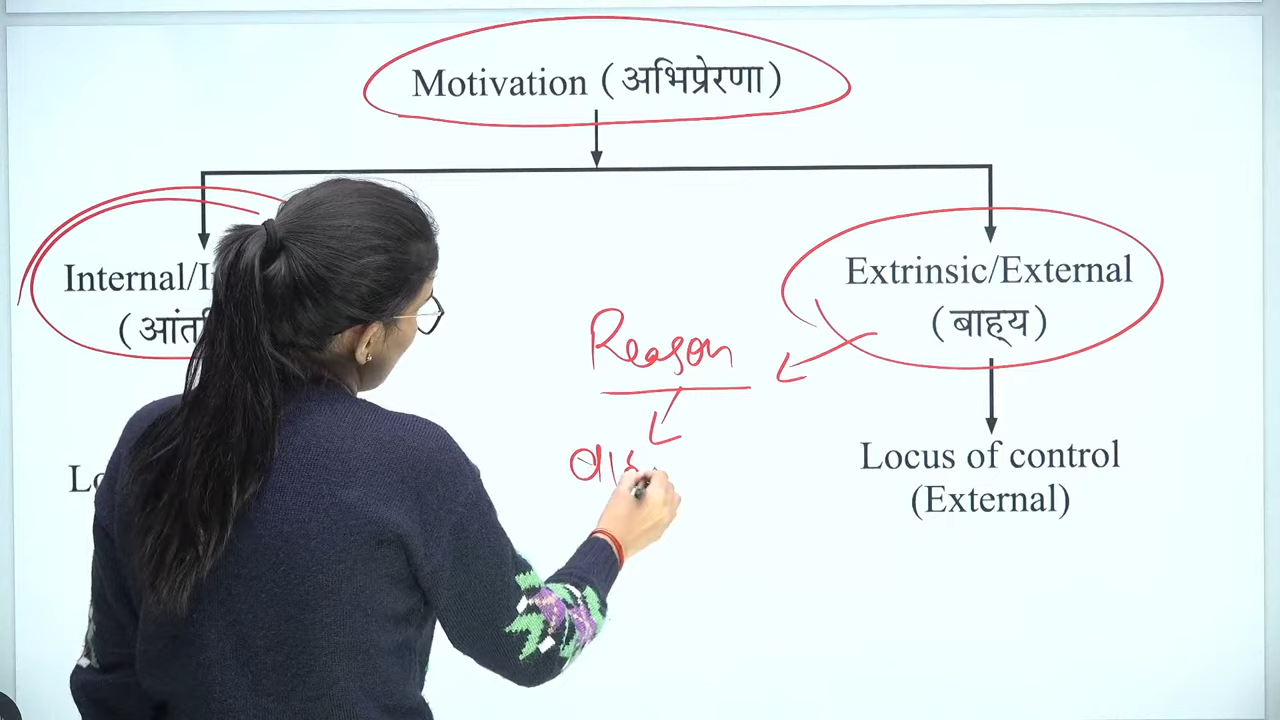 Motivation (अभिप्रेरणा)
Internal/
(आंत
Extrinsic/External
(बाह्य)
Reason
Locus of control
(External)